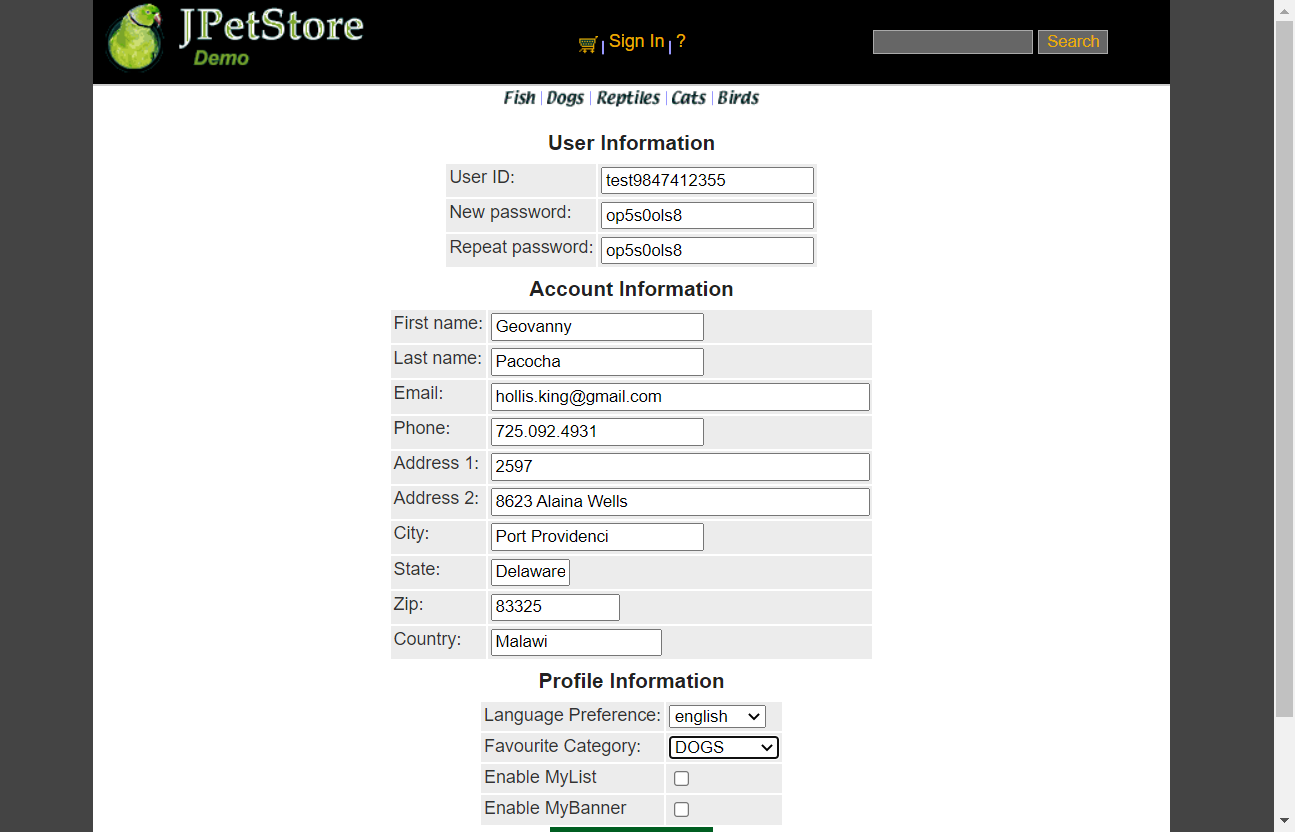 JPetStore
Demo
Sign In | ?
Search
Fish | Dogs | Reptiles | Cats | Birds
User Information
User ID: test9847412355
New password: op5s0ols8
Repeat password: op5s0ols8
Account Information
First name: Geovanny
Last name: Pacocha
Email: hollis.king@gmail.com
Phone: 725.092.4931
Address 1: 2597
Address 2: 8623 Alaina Wells
City: Port Providenci
State: Delaware
Zip: 83325
Country: Malawi
Profile Information
Language Preference: english
Favourite Category: DOGS
Enable MyList
Enable MyBanner